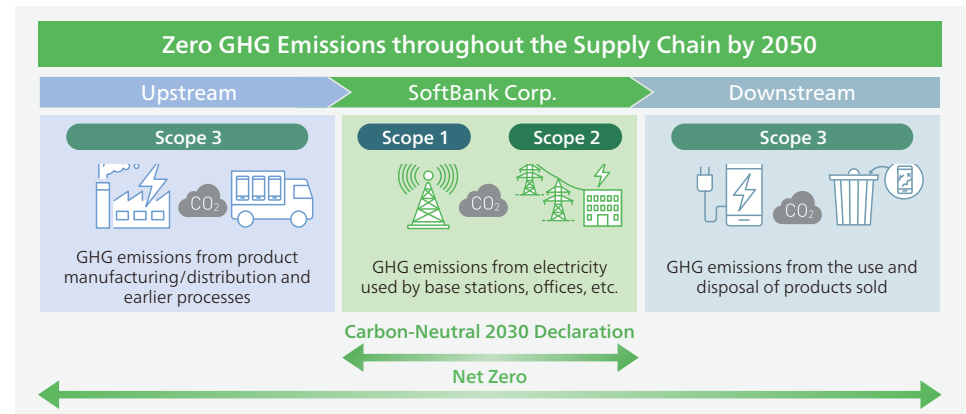 Zero GHG Emissions throughout the Supply Chain by 2050
Upstream
SoftBank Corp.
Downstream
Scope 3
Scope 1
Scope 2
Scope 3
CO₂
CO₂
CO₂
GHG emissions from product
manufacturing/distribution and
earlier processes
GHG emissions from electricity
used by base stations, offices, etc.
GHG emissions from the use and
disposal of products sold
Carbon-Neutral 2030 Declaration
Net Zero